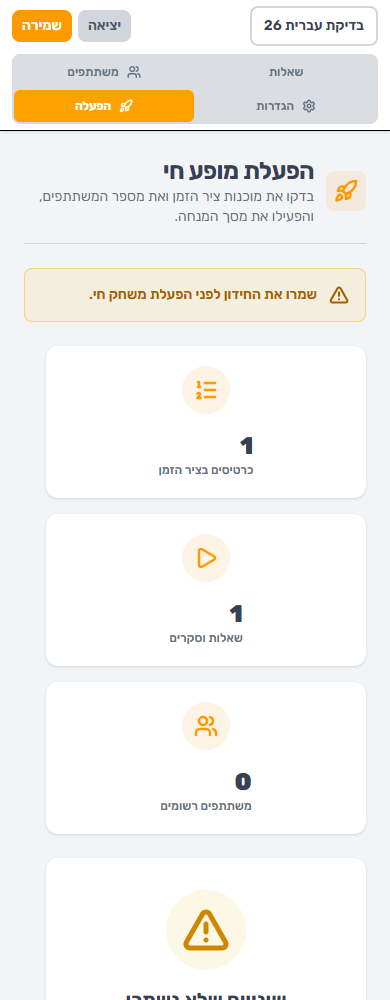 בדיקת עברית 26
יציאה
שמירה
שאלות
משתתפים
הגדרות
הפעלה
הפעלת מופע חי
בדקו את מוכנות ציר הזמן ואת מספר המשתתפים,
והפעילו את מסך המנחה.
שמרו את החידון לפני הפעלת משחק חי.
1
כרטיסים בציר הזמן
1
שאלות וסקרים
0
משתתפים רשומים